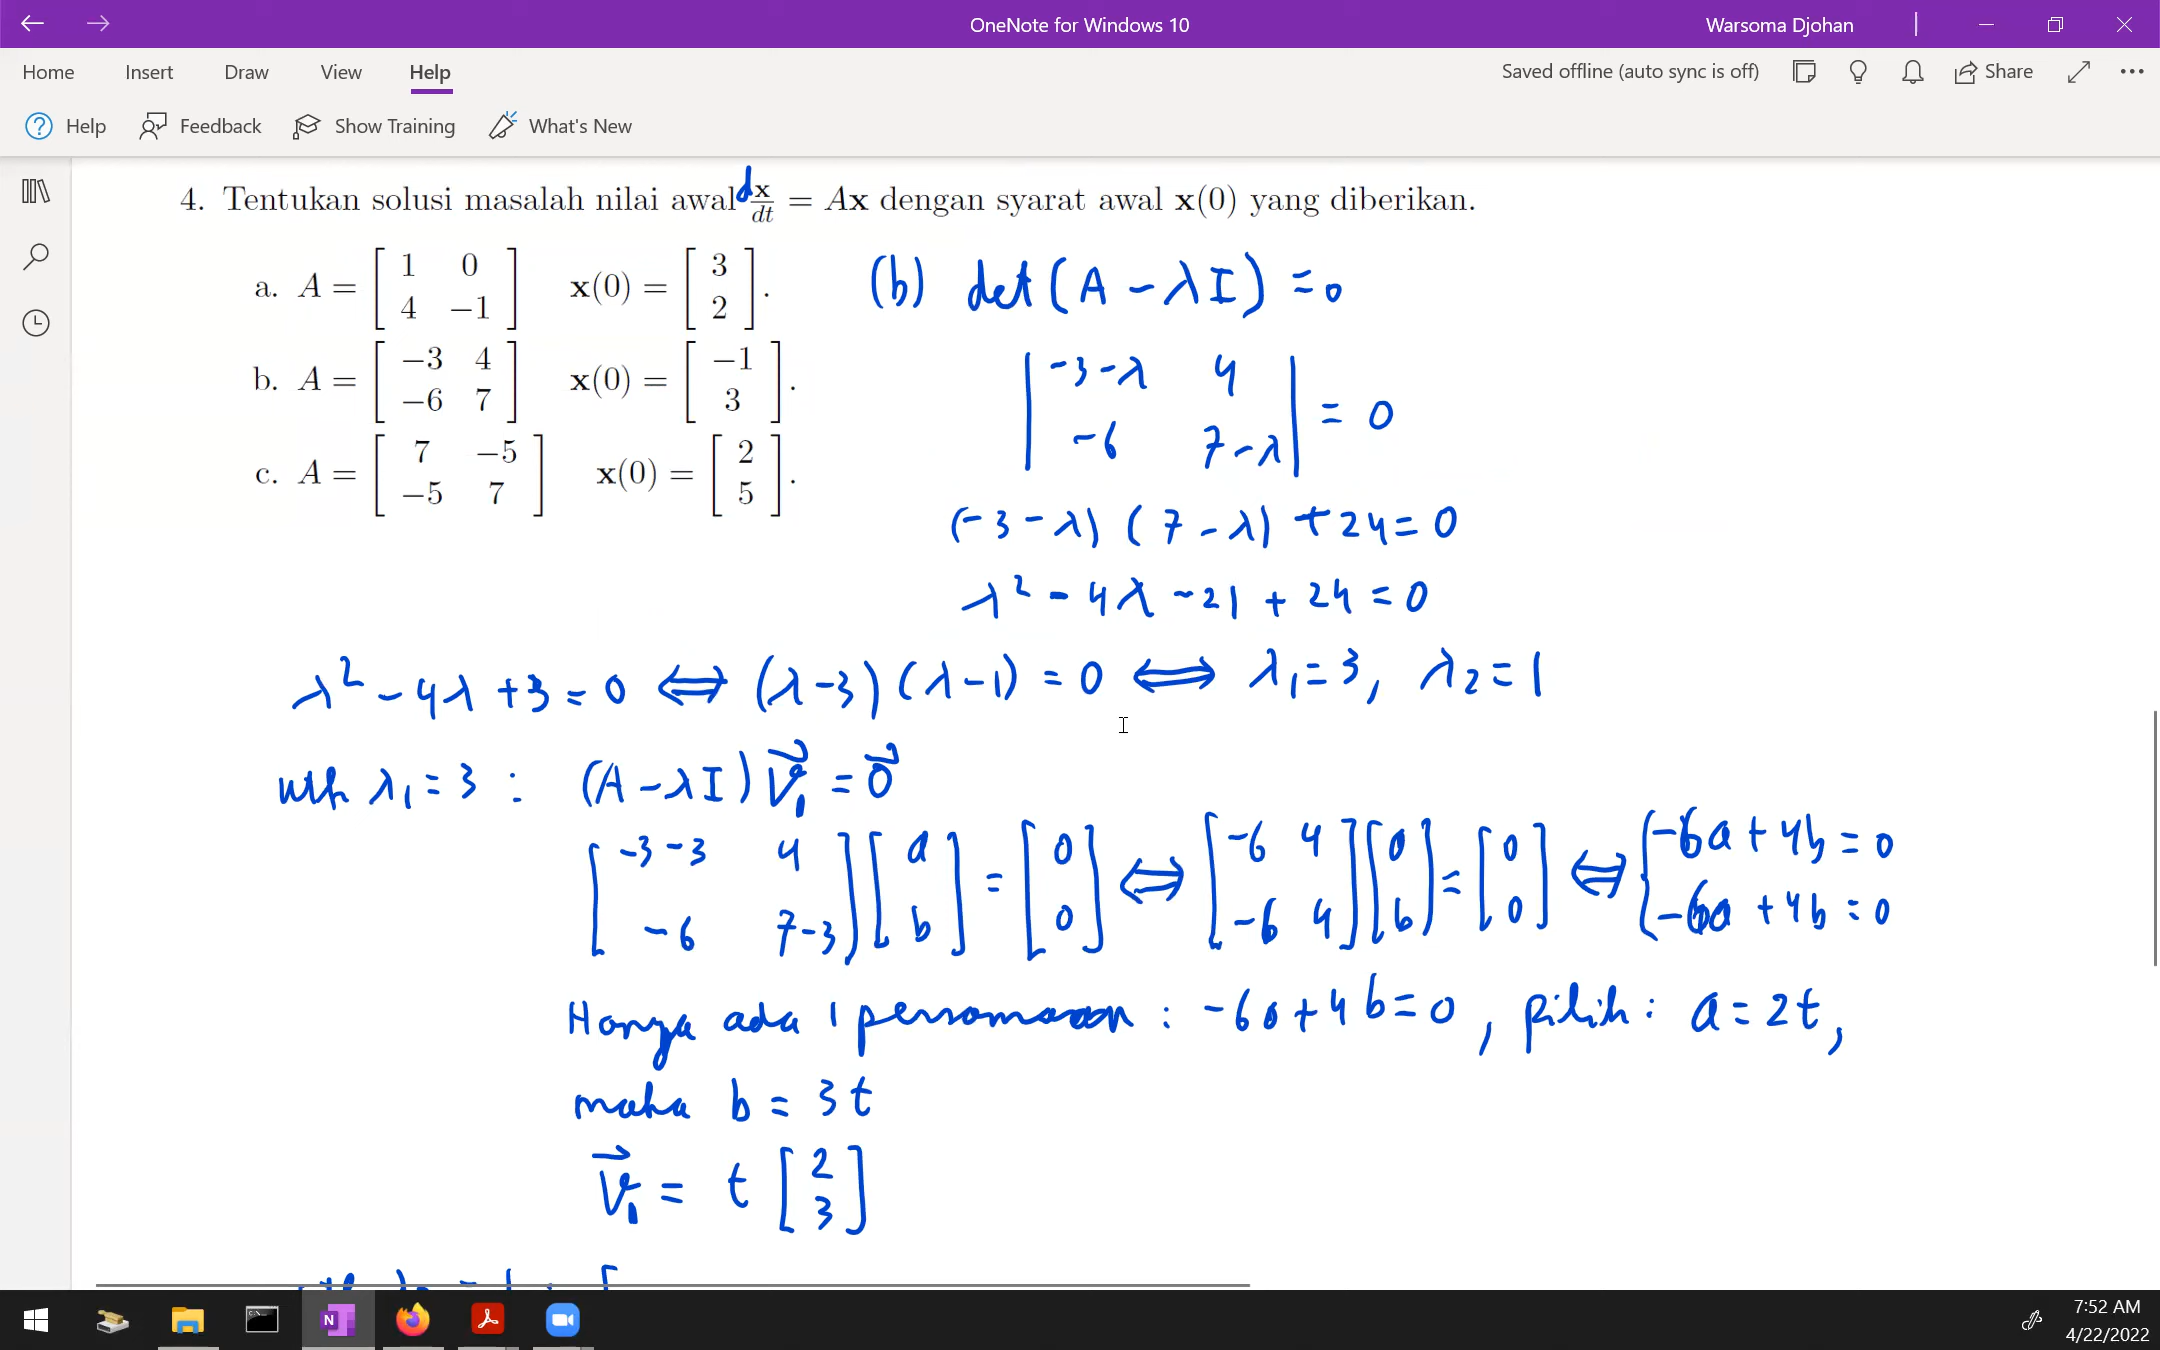 OneNote for Windows 10
Warsoma Djohan
Home Insert Draw View Help
Saved offline (auto sync is off) Share
Help Feedback Show Training What's New
4. Tentukan solusi masalah nilai awal dx/dt = Ax dengan syarat awal x(0) yang diberikan.
a. A = [ 1 0 ; 4 −1 ] x(0) = [ 3 ; 2 ].
b. A = [ −3 4 ; −6 7 ] x(0) = [ −1 ; 3 ].
c. A = [ 7 −5 ; −5 7 ] x(0) = [ 2 ; 5 ].
(b) det(A − λI) = 0
| −3−λ 4 ; −6 7−λ | = 0
(−3−λ)(7−λ) + 24 = 0
λ² − 4λ − 21 + 24 = 0
λ² − 4λ + 3 = 0 ⟺ (λ−3)(λ−1) = 0 ⟺ λ₁ = 3, λ₂ = 1
utk λ₁ = 3 : (A − λI) v⃗₁ = 0⃗
[ −3−3 4 ; −6 7−3 ] [ a ; b ] = [ 0 ; 0 ] ⟺ [ −6 4 ; −6 4 ] [ a ; b ] = [ 0 ; 0 ] ⟺ { −6a + 4b = 0 ; −6a + 4b = 0
Hanya ada 1 persamaan : −6a + 4b = 0, pilih : a = 2t,
maka b = 3t
v⃗₁ = t [ 2 ; 3 ]
7:52 AM
4/22/2022